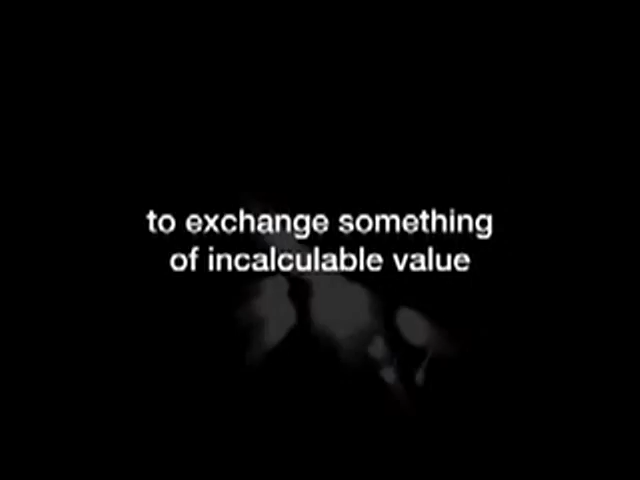 to exchange something
of incalculable value